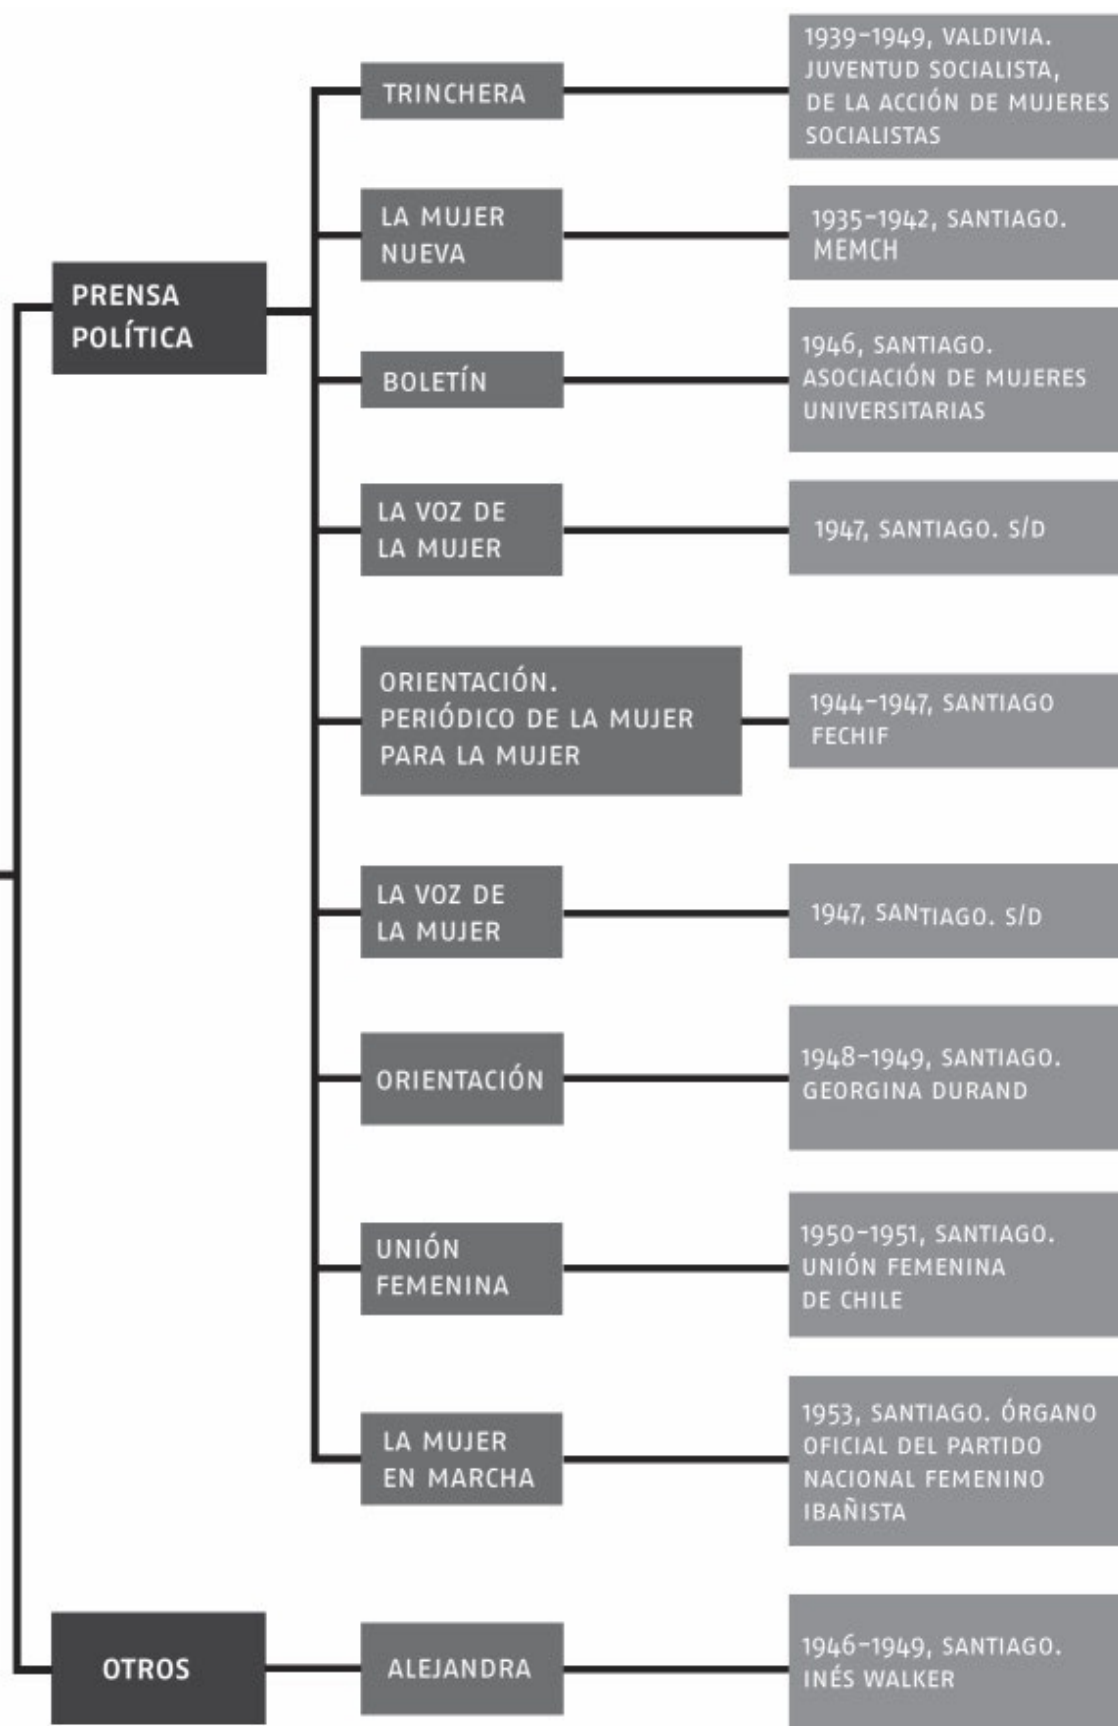 PRENSA
POLÍTICA
TRINCHERA
1939-1949, VALDIVIA.
JUVENTUD SOCIALISTA,
DE LA ACCIÓN DE MUJERES
SOCIALISTAS
LA MUJER
NUEVA
1935-1942, SANTIAGO.
MEMCH
BOLETÍN
1946, SANTIAGO.
ASOCIACIÓN DE MUJERES
UNIVERSITARIAS
LA VOZ DE
LA MUJER
1947, SANTIAGO. S/D
ORIENTACIÓN.
PERIÓDICO DE LA MUJER
PARA LA MUJER
1944-1947, SANTIAGO
FECHIF
LA VOZ DE
LA MUJER
1947, SANTIAGO. S/D
ORIENTACIÓN
1948-1949, SANTIAGO.
GEORGINA DURAND
UNIÓN
FEMENINA
1950-1951, SANTIAGO.
UNIÓN FEMENINA
DE CHILE
LA MUJER
EN MARCHA
1953, SANTIAGO. ÓRGANO
OFICIAL DEL PARTIDO
NACIONAL FEMENINO
IBAÑISTA
OTROS
ALEJANDRA
1946-1949, SANTIAGO.
INÉS WALKER